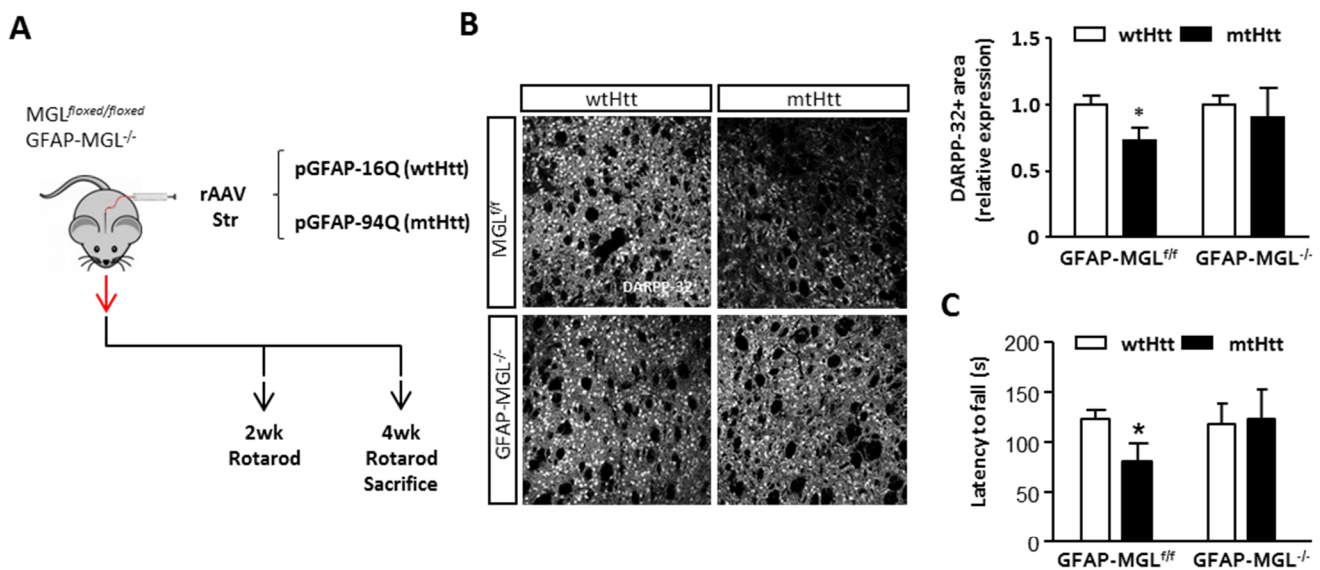 A
MGLfloxed/floxed
GFAP-MGL-/-
rAAV
Str
pGFAP-16Q (wtHtt)
pGFAP-94Q (mtHtt)
2wk
Rotarod
4wk
Rotarod
Sacrifice
B
wtHtt
mtHtt
MGLf/f
GFAP-MGL-/-
DARPP-32
wtHtt
mtHtt
DARPP-32+ area
(relative expression)
1.5
1.0
0.5
0
*
GFAP-MGLf/f
GFAP-MGL-/-
C
wtHtt
mtHtt
Latency to fall (s)
200
150
100
50
0
*
GFAP-MGLf/f
GFAP-MGL-/-